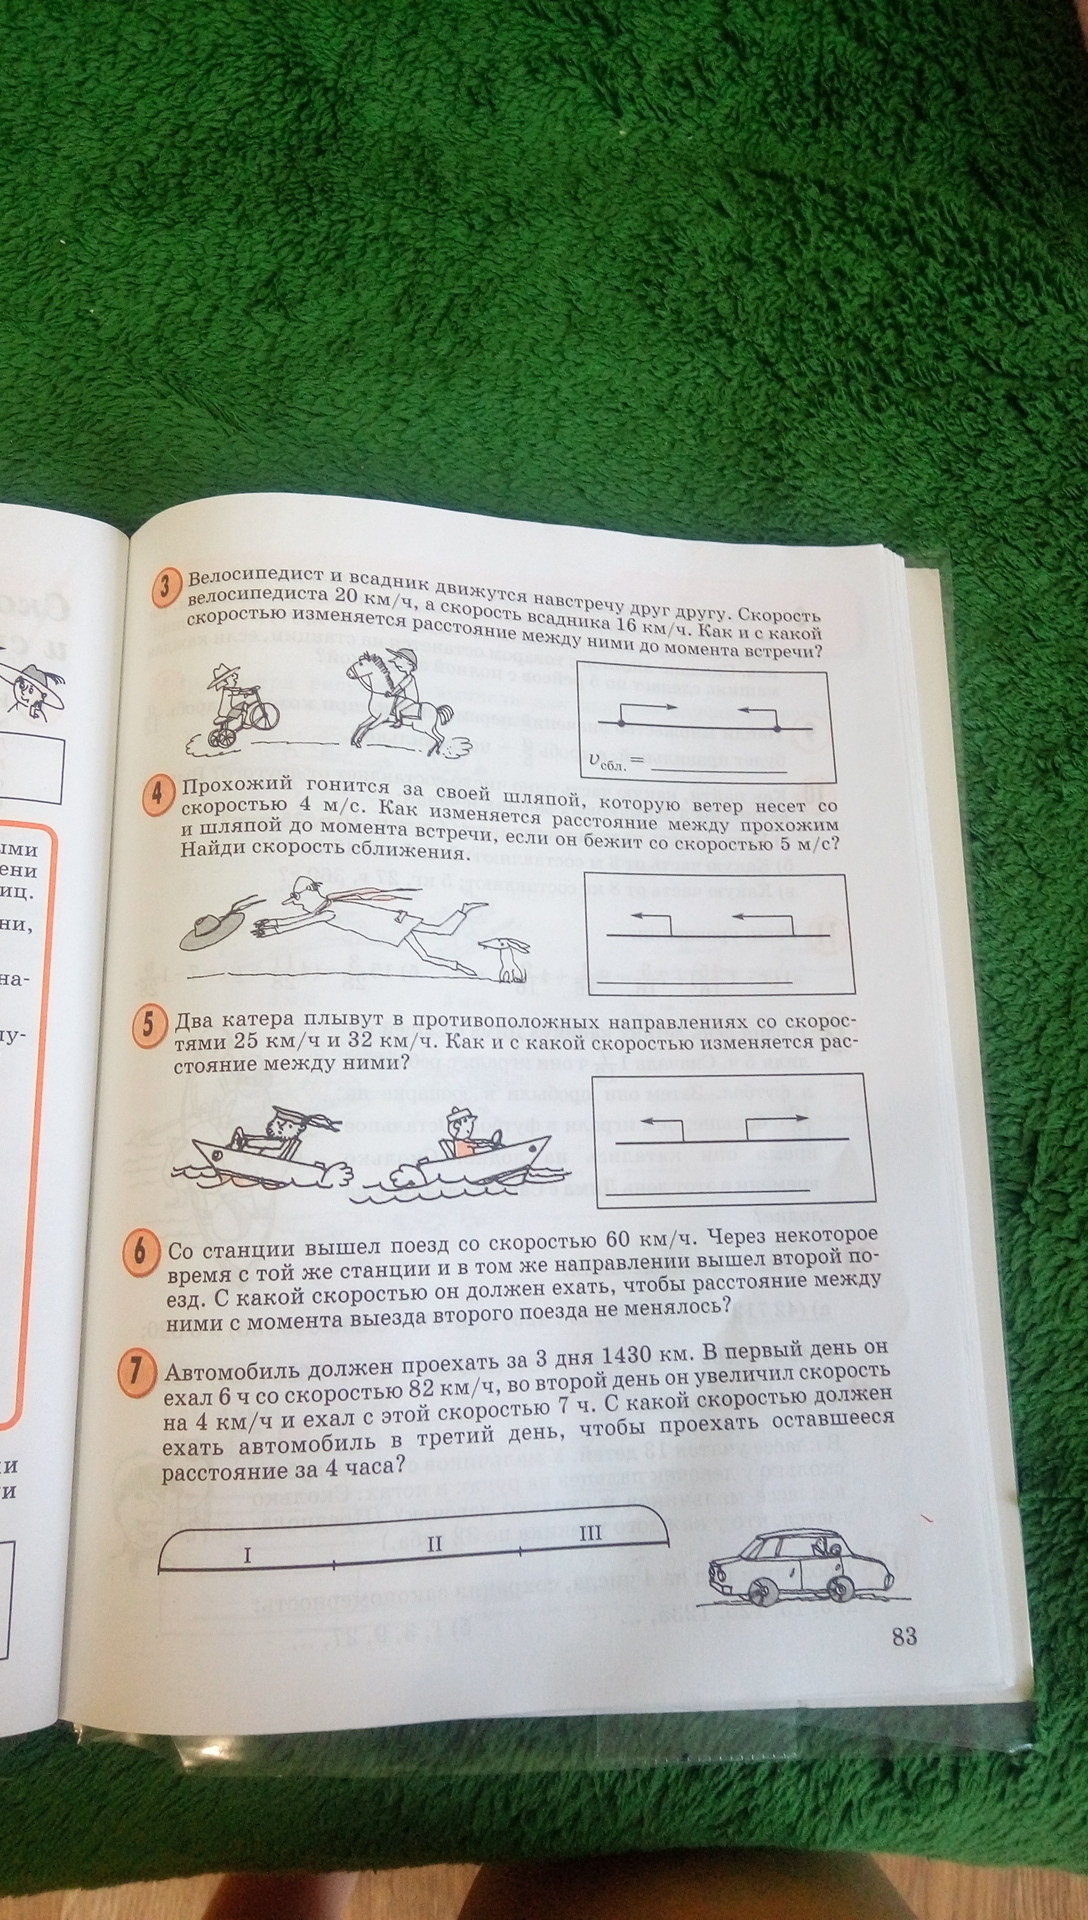 3 Велосипедист и всадник движутся навстречу друг другу. Скорость
велосипедиста 20 км/ч, а скорость всадника 16 км/ч. Как и с какой
скоростью изменяется расстояние между ними до момента встречи?
vсбл. =
4 Прохожий гонится за своей шляпой, которую ветер несет со
скоростью 4 м/с. Как изменяется расстояние между прохожим
и шляпой до момента встречи, если он бежит со скоростью 5 м/с?
Найди скорость сближения.
5 Два катера плывут в противоположных направлениях со скорос-
тями 25 км/ч и 32 км/ч. Как и с какой скоростью изменяется рас-
стояние между ними?
6 Со станции вышел поезд со скоростью 60 км/ч. Через некоторое
время с той же станции и в том же направлении вышел второй по-
езд. С какой скоростью он должен ехать, чтобы расстояние между
ними с момента выезда второго поезда не менялось?
7 Автомобиль должен проехать за 3 дня 1430 км. В первый день он
ехал 6 ч со скоростью 82 км/ч, во второй день он увеличил скорость
на 4 км/ч и ехал с этой скоростью 7 ч. С какой скоростью должен
ехать автомобиль в третий день, чтобы проехать оставшееся
расстояние за 4 часа?
I II III
83